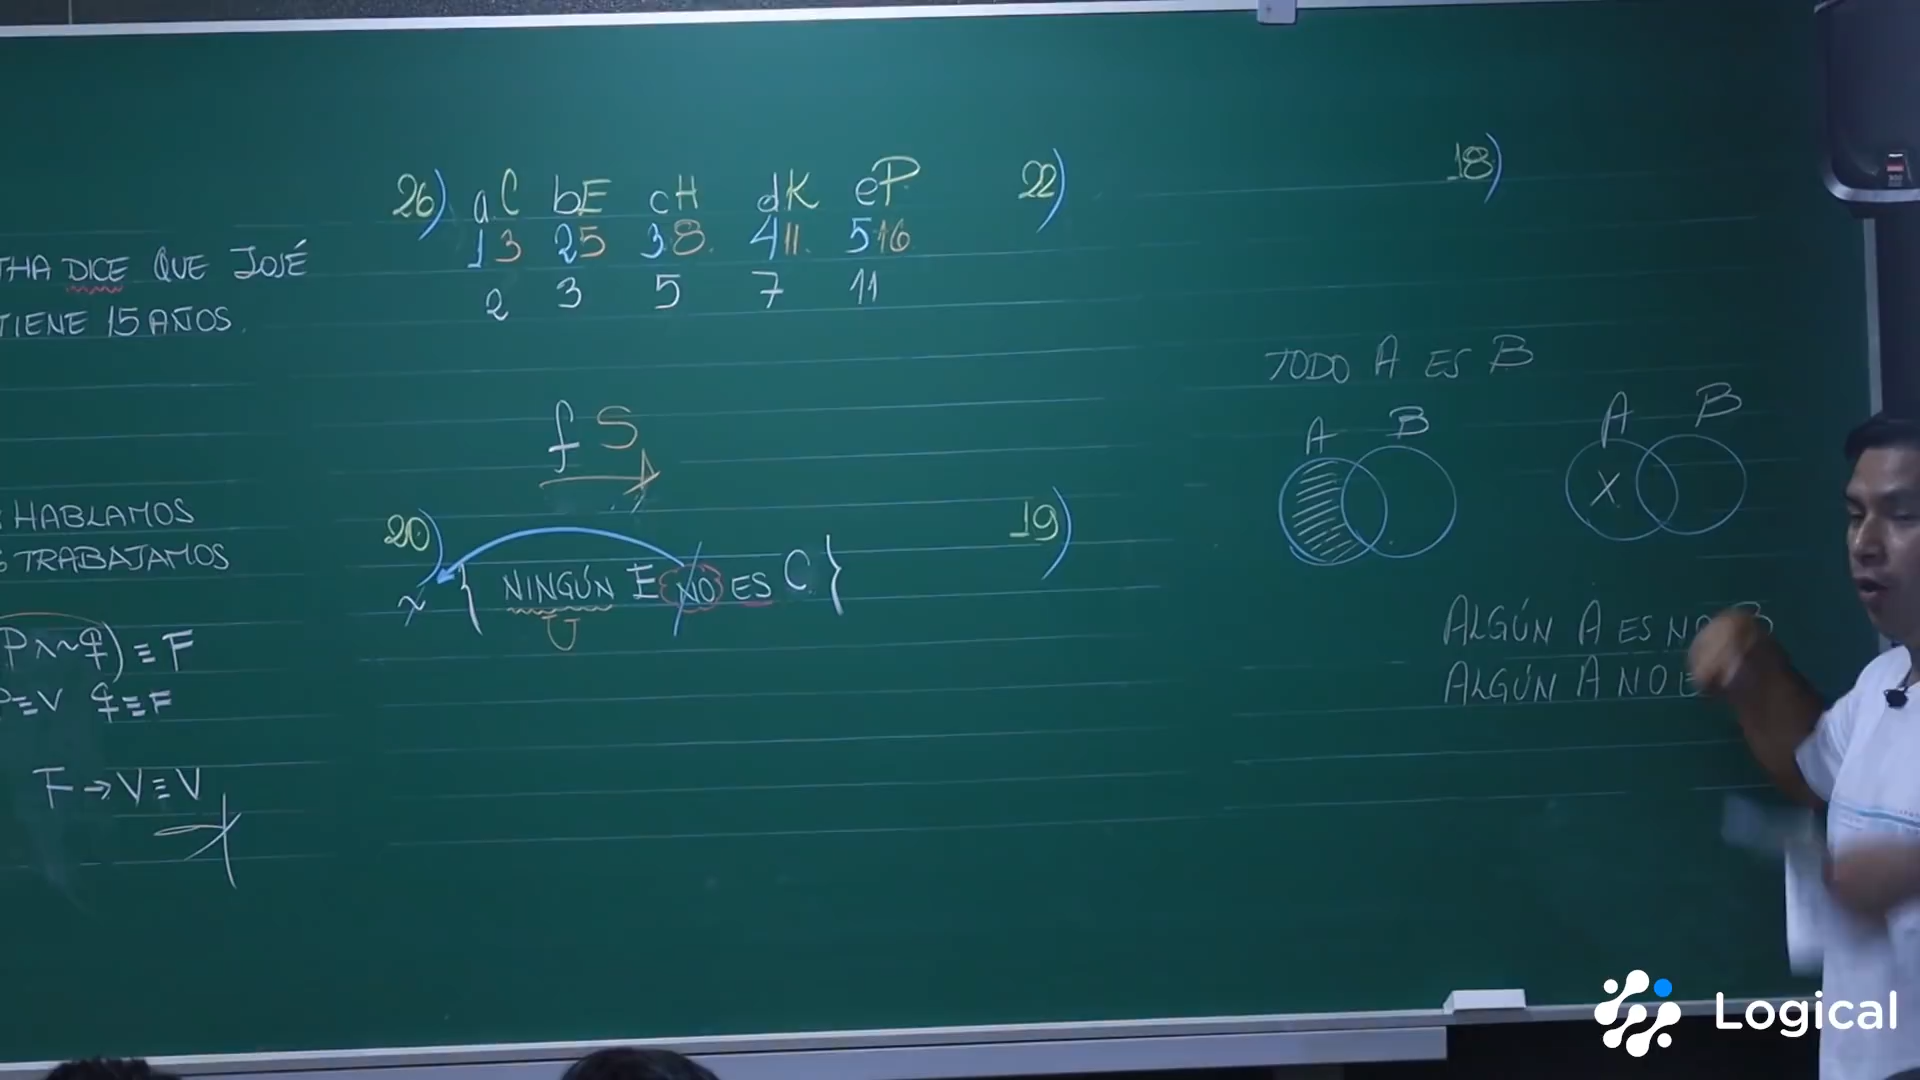 THA DICE QUE JOSÉ
TIENE 15 AÑOS.
HABLAMOS
TRABAJAMOS
P∧~q) ≡ F
P≡V q≡F
F → V ≡ V
26) aC bE cH dK eP
13 25 38. 411. 516.
2 3 5 7 11
f S
20)
~ { NINGÚN E NO ES C }
U
22)
19)
18)
TODO A ES B
A B
A B
X
ALGÚN A ES NO B
ALGÚN A NO E
Logical